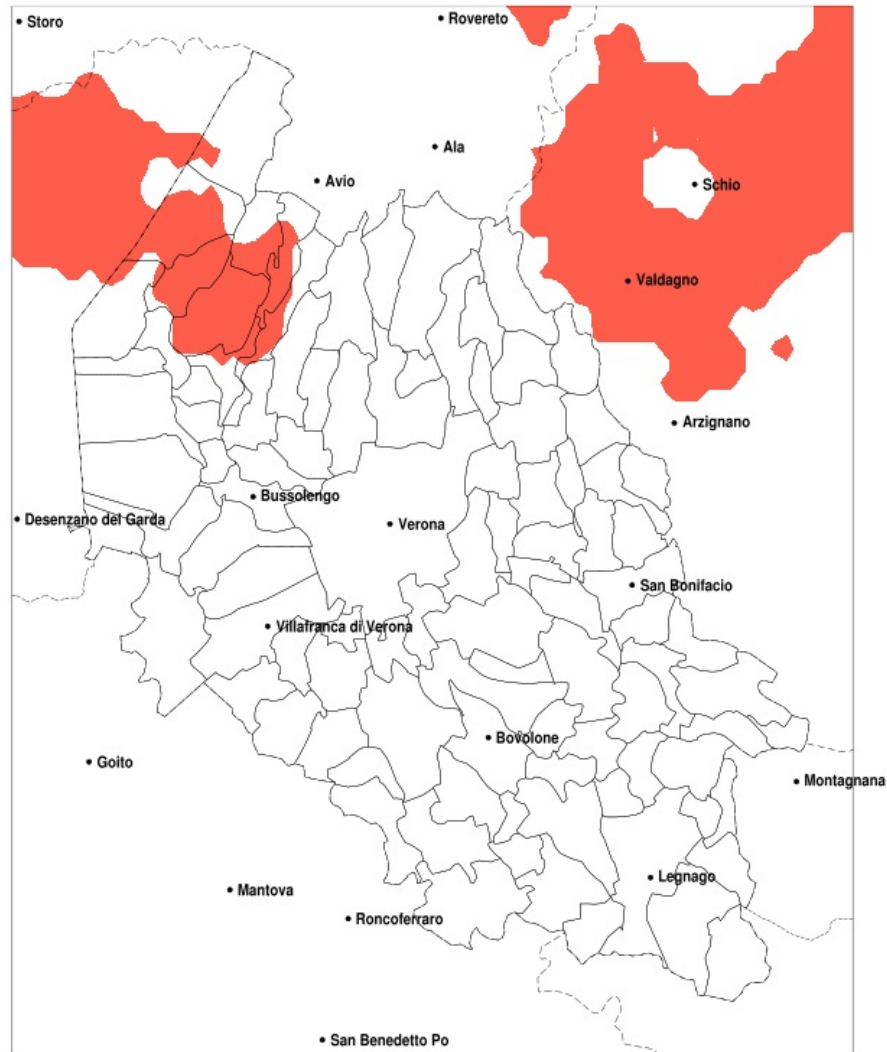 Storo
Rovereto
Ala
Avio
Schio
Valdagno
Arzignano
Bussolengo
Desenzano del Garda
Verona
San Bonifacio
Villafranca di Verona
Bovolone
Goito
Montagnana
Legnago
Mantova
Roncoferraro
San Benedetto Po